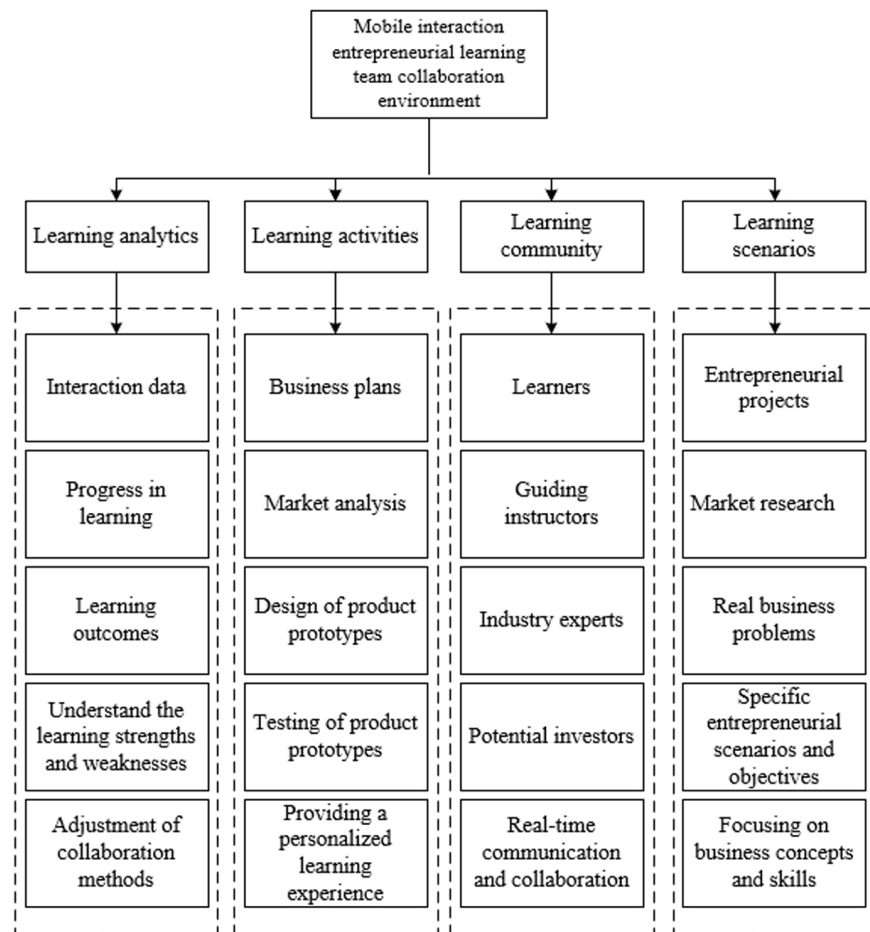 Mobile interaction
entrepreneurial learning
team collaboration
environment
Learning analytics
Learning activities
Learning
community
Learning
scenarios
Interaction data
Business plans
Learners
Entrepreneurial
projects
Progress in
learning
Market analysis
Guiding
instructors
Market research
Learning
outcomes
Design of product
prototypes
Industry experts
Real business
problems
Understand the
learning strengths
and weaknesses
Testing of product
prototypes
Potential investors
Specific
entrepreneurial
scenarios and
objectives
Adjustment of
collaboration
methods
Providing a
personalized
learning
experience
Real-time
communication
and collaboration
Focusing on
business concepts
and skills